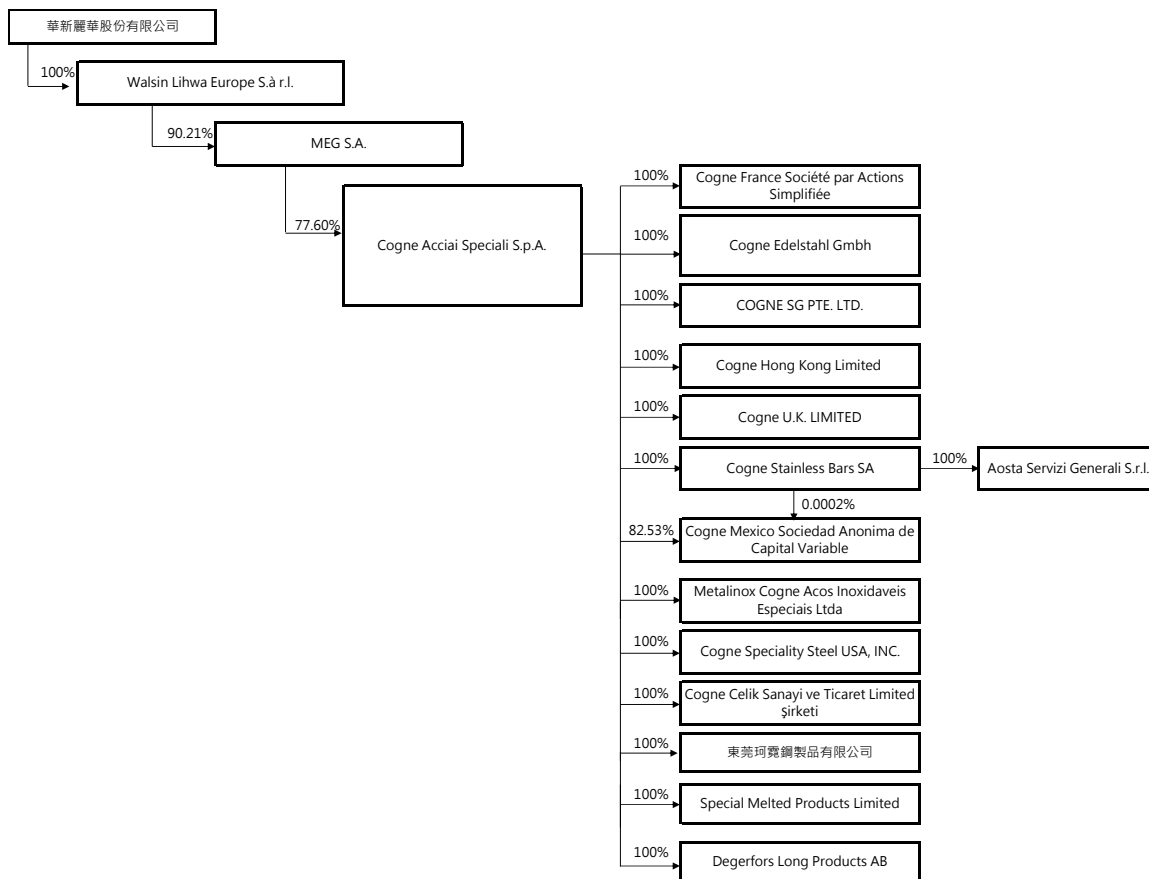 華新麗華股份有限公司
100%
Walsin Lihwa Europe S.à r.l.
90.21%
MEG S.A.
77.60%
Cogne Acciai Speciali S.p.A.
100%
Cogne France Société par Actions
Simplifiée
100%
Cogne Edelstahl Gmbh
100%
COGNE SG PTE. LTD.
100%
Cogne Hong Kong Limited
100%
Cogne U.K. LIMITED
100%
Cogne Stainless Bars SA
100%
Aosta Servizi Generali S.r.l.
0.0002%
82.53%
Cogne Mexico Sociedad Anonima de
Capital Variable
100%
Metalinox Cogne Acos Inoxidaveis
Especiais Ltda
100%
Cogne Speciality Steel USA, INC.
100%
Cogne Celik Sanayi ve Ticaret Limited
Şirketi
100%
東莞珂霓鋼製品有限公司
100%
Special Melted Products Limited
100%
Degerfors Long Products AB